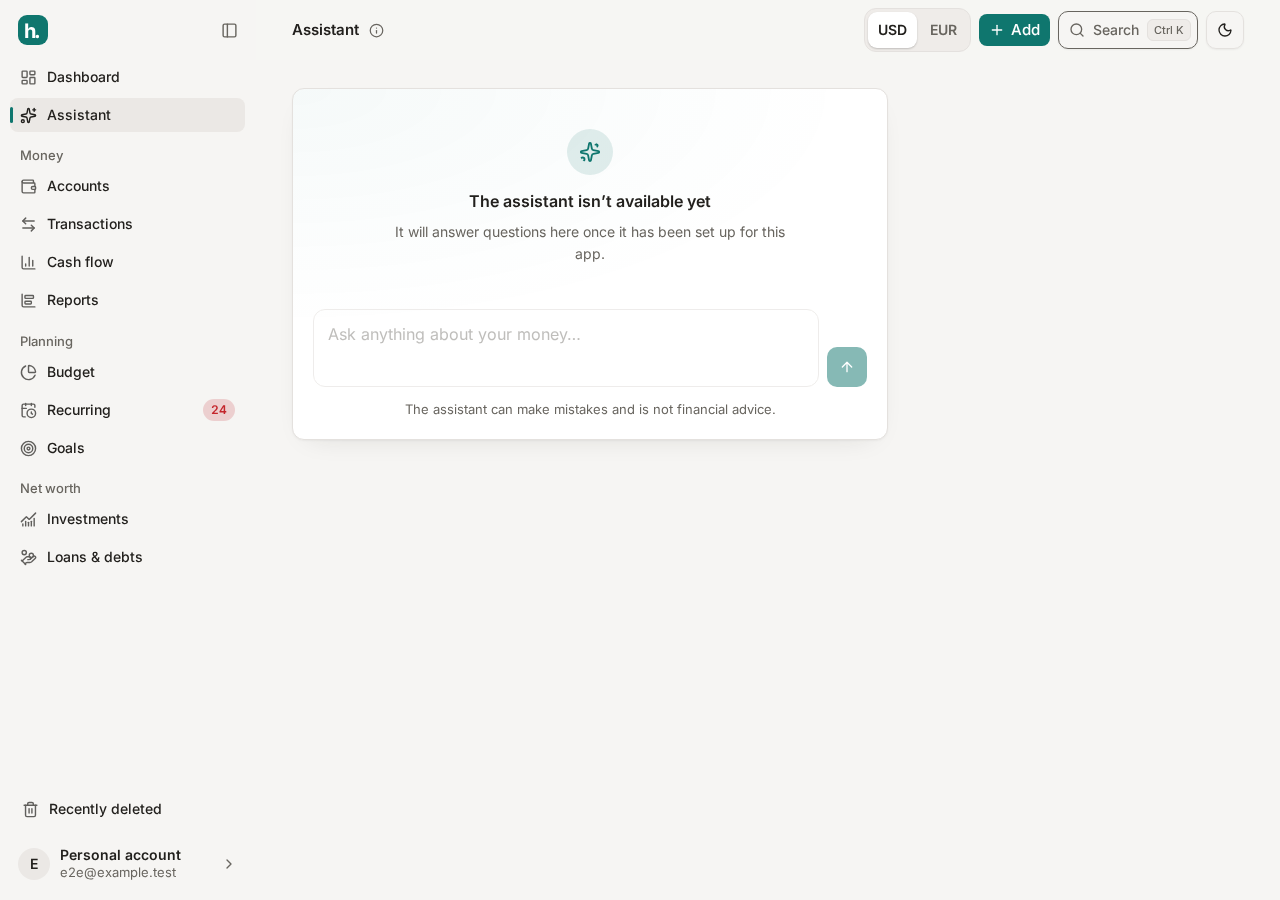 h.
Dashboard
Assistant
Money
Accounts
Transactions
Cash flow
Reports
Planning
Budget
Recurring 24
Goals
Net worth
Investments
Loans & debts
Recently deleted
E
Personal account
e2e@example.test
Assistant
USD EUR
Add
Search Ctrl K
The assistant isn’t available yet
It will answer questions here once it has been set up for this
app.
Ask anything about your money...
The assistant can make mistakes and is not financial advice.